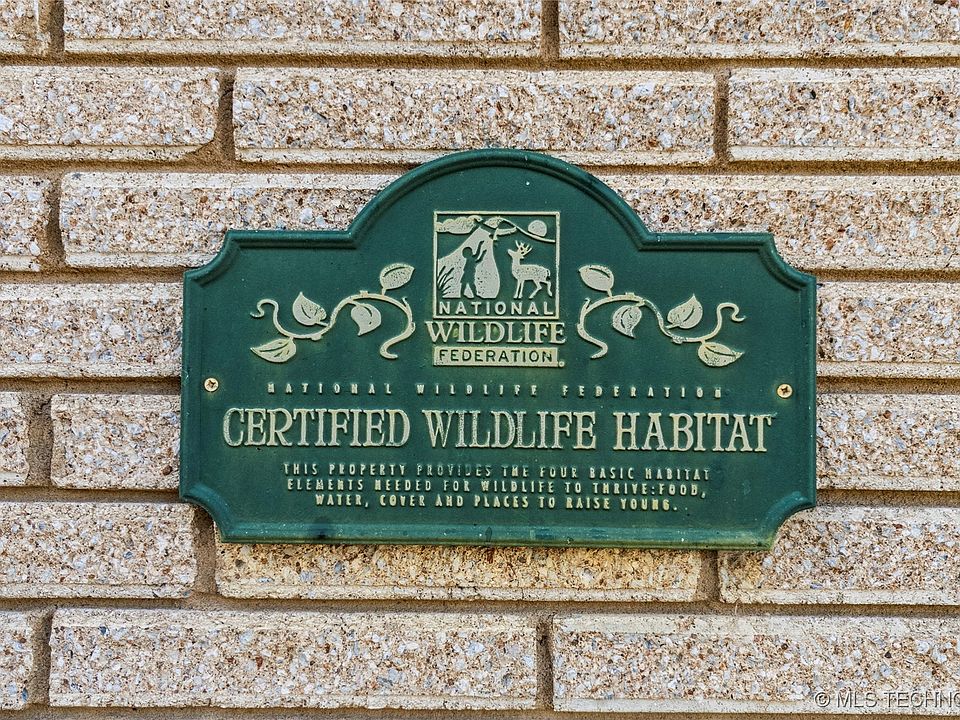 NATIONAL
WILDLIFE
FEDERATION
NATIONAL WILDLIFE FEDERATION
CERTIFIED WILDLIFE HABITAT
THIS PROPERTY PROVIDES THE FOUR BASIC HABITAT
ELEMENTS NEEDED FOR WILDLIFE TO THRIVE: FOOD,
WATER, COVER AND PLACES TO RAISE YOUNG.
© MLS TECHNO